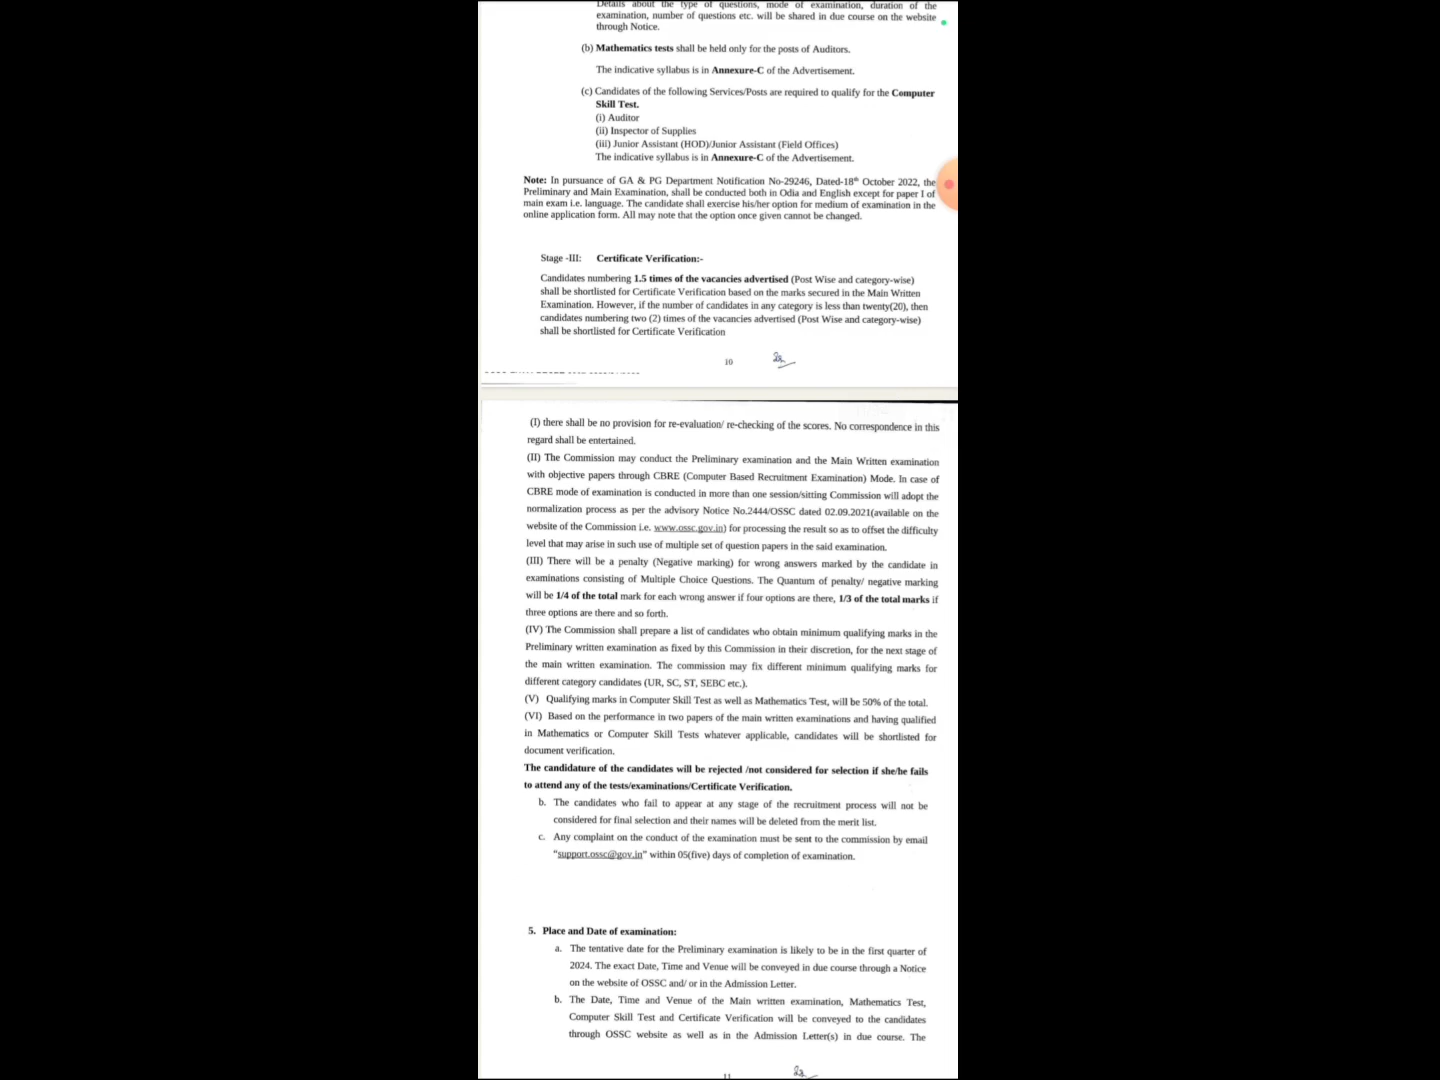 Details about the type of questions, mode of examination, duration of the
examination, number of questions etc. will be shared in due course on the website
through Notice.
(b) Mathematics tests shall be held only for the posts of Auditors.
The indicative syllabus is in Annexure-C of the Advertisement.
(c) Candidates of the following Services/Posts are required to qualify for the Computer
Skill Test.
(i) Auditor
(ii) Inspector of Supplies
(iii) Junior Assistant (HOD)/Junior Assistant (Field Offices)
The indicative syllabus is in Annexure-C of the Advertisement.
Note: In pursuance of GA & PG Department Notification No-29246, Dated-18th October 2022, the
Preliminary and Main Examination, shall be conducted both in Odia and English except for paper I of
main exam i.e. language. The candidate shall exercise his/her option for medium of examination in the
online application form. All may note that the option once given cannot be changed.
Stage -III: Certificate Verification:-
Candidates numbering 1.5 times of the vacancies advertised (Post Wise and category-wise)
shall be shortlisted for Certificate Verification based on the marks secured in the Main Written
Examination. However, if the number of candidates in any category is less than twenty(20), then
candidates numbering two (2) times of the vacancies advertised (Post Wise and category-wise)
shall be shortlisted for Certificate Verification
10
(I) there shall be no provision for re-evaluation/ re-checking of the scores. No correspondence in this
regard shall be entertained.
(II) The Commission may conduct the Preliminary examination and the Main Written examination
with objective papers through CBRE (Computer Based Recruitment Examination) Mode. In case of
CBRE mode of examination is conducted in more than one session/sitting Commission will adopt the
normalization process as per the advisory Notice No.2444/OSSC dated 02.09.2021(available on the
website of the Commission i.e. www.ossc.gov.in) for processing the result so as to offset the difficulty
level that may arise in such use of multiple set of question papers in the said examination.
(III) There will be a penalty (Negative marking) for wrong answers marked by the candidate in
examinations consisting of Multiple Choice Questions. The Quantum of penalty/ negative marking
will be 1/4 of the total mark for each wrong answer if four options are there, 1/3 of the total marks if
three options are there and so forth.
(IV) The Commission shall prepare a list of candidates who obtain minimum qualifying marks in the
Preliminary written examination as fixed by this Commission in their discretion, for the next stage of
the main written examination. The commission may fix different minimum qualifying marks for
different category candidates (UR, SC, ST, SEBC etc.).
(V) Qualifying marks in Computer Skill Test as well as Mathematics Test, will be 50% of the total.
(VI) Based on the performance in two papers of the main written examinations and having qualified
in Mathematics or Computer Skill Tests whatever applicable, candidates will be shortlisted for
document verification.
The candidature of the candidates will be rejected /not considered for selection if she/he fails
to attend any of the tests/examinations/Certificate Verification.
b. The candidates who fail to appear at any stage of the recruitment process will not be
considered for final selection and their names will be deleted from the merit list.
c. Any complaint on the conduct of the examination must be sent to the commission by email
"support.ossc@gov.in" within 05(five) days of completion of examination.
5. Place and Date of examination:
a. The tentative date for the Preliminary examination is likely to be in the first quarter of
2024. The exact Date, Time and Venue will be conveyed in due course through a Notice
on the website of OSSC and/ or in the Admission Letter.
b. The Date, Time and Venue of the Main written examination, Mathematics Test,
Computer Skill Test and Certificate Verification will be conveyed to the candidates
through OSSC website as well as in the Admission Letter(s) in due course. The
11